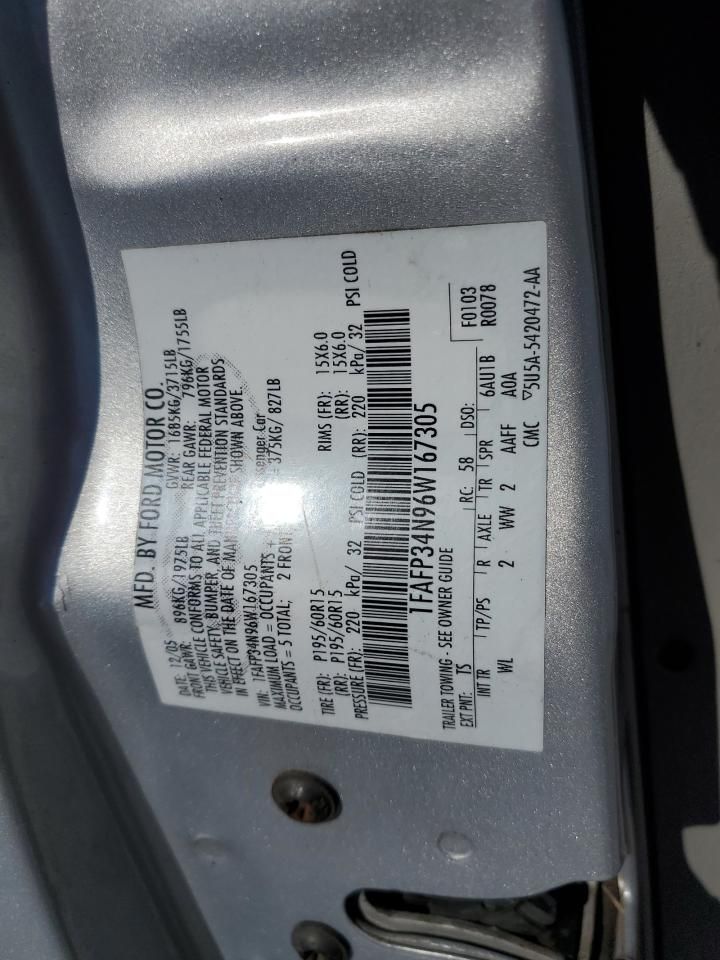 MFD. BY FORD MOTOR CO.
DATE: 12/05 GVWR: 1685KG/3715LB
FRONT GAWR: 896KG/1975LB REAR GAWR: 796KG/1755LB
THIS VEHICLE CONFORMS TO ALL APPLICABLE FEDERAL MOTOR
VEHICLE SAFETY, BUMPER, AND THEFT PREVENTION STANDARDS
IN EFFECT ON THE DATE OF SHOWN ABOVE.
VIN: 1FAFP34N96W167305
MAXIMUM LOAD = OCCUPANTS + = 375KG/ 827LB
OCCUPANTS = 5 TOTAL: 2 FRONT
TIRE (FR): P195/60R15 RIMS (FR): 15X6.0
(RR): P195/60R15 (RR): 15X6.0
PRESSURE (FR): 220 kPa/ 32 PSI COLD (RR): 220 kPa/ 32 PSI COLD
1FAFP34N96W167305
TRAILER TOWING - SEE OWNER GUIDE F0103
EXT PNT: TS RC: 58 DSO: R0078
INT TR TP/PS R AXLE TR SPR 6AU1B
WL 2 WW 2 AAFF A0A
CMC ▽5U5A-5420472-AA